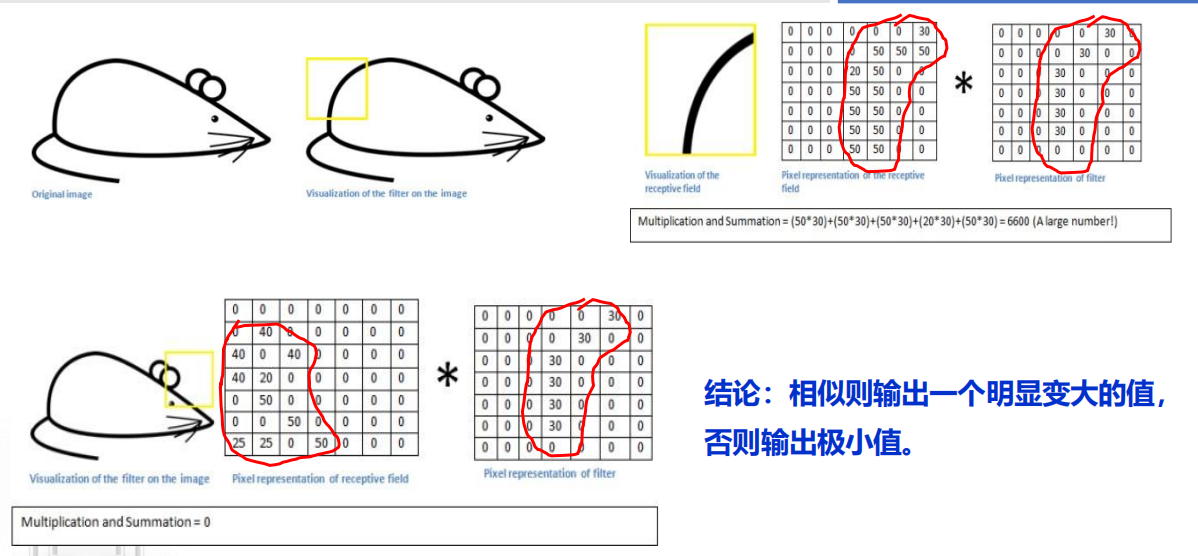 Original image
Visualization of the filter on the image
Visualization of the
receptive field
0 0 0 0 0 0 30
0 0 0 0 50 50 50
0 0 0 20 50 0 0
0 0 0 50 50 0 0
0 0 0 50 50 0 0
0 0 0 50 50 0 0
0 0 0 50 50 0 0
Pixel representation of the receptive
field
*
0 0 0 0 0 30 0
0 0 0 0 30 0 0
0 0 0 30 0 0 0
0 0 0 30 0 0 0
0 0 0 30 0 0 0
0 0 0 30 0 0 0
0 0 0 0 0 0 0
Pixel representation of filter
Multiplication and Summation = (50*30)+(50*30)+(50*30)+(20*30)+(50*30) = 6600 (A large number!)
Visualization of the filter on the image
0 0 0 0 0 0 0
0 40 0 0 0 0 0
40 0 40 0 0 0 0
40 20 0 0 0 0 0
0 50 0 0 0 0 0
0 0 50 0 0 0 0
25 25 0 50 0 0 0
Pixel representation of receptive field
*
0 0 0 0 0 30 0
0 0 0 0 30 0 0
0 0 0 30 0 0 0
0 0 0 30 0 0 0
0 0 0 30 0 0 0
0 0 0 30 0 0 0
0 0 0 0 0 0 0
Pixel representation of filter
Multiplication and Summation = 0
结论：相似则输出一个明显变大的值，
否则输出极小值。